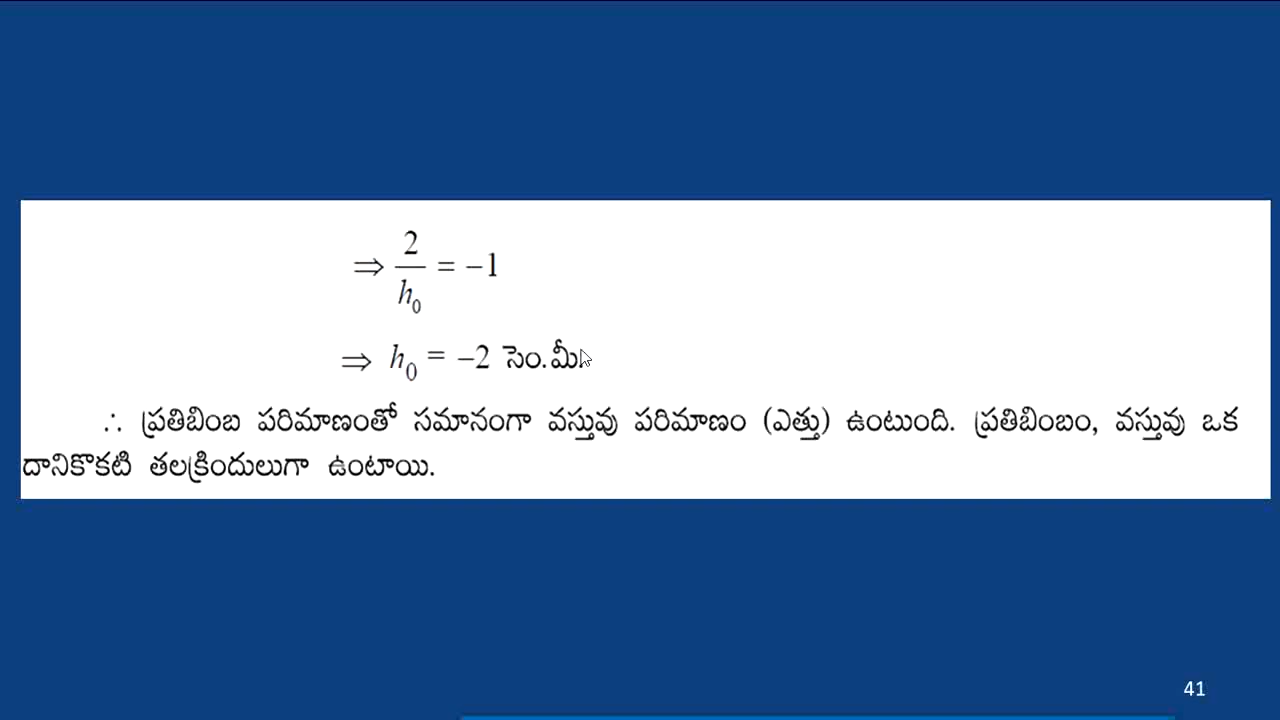 ⇒ 2/h₀ = −1
⇒ h₀ = −2 సెం.మీ.
∴ ప్రతిబింబ పరిమాణంతో సమానంగా వస్తువు పరిమాణం (ఎత్తు) ఉంటుంది. ప్రతిబింబం, వస్తువు ఒక
దానికొకటి తలక్రిందులుగా ఉంటాయి.
41